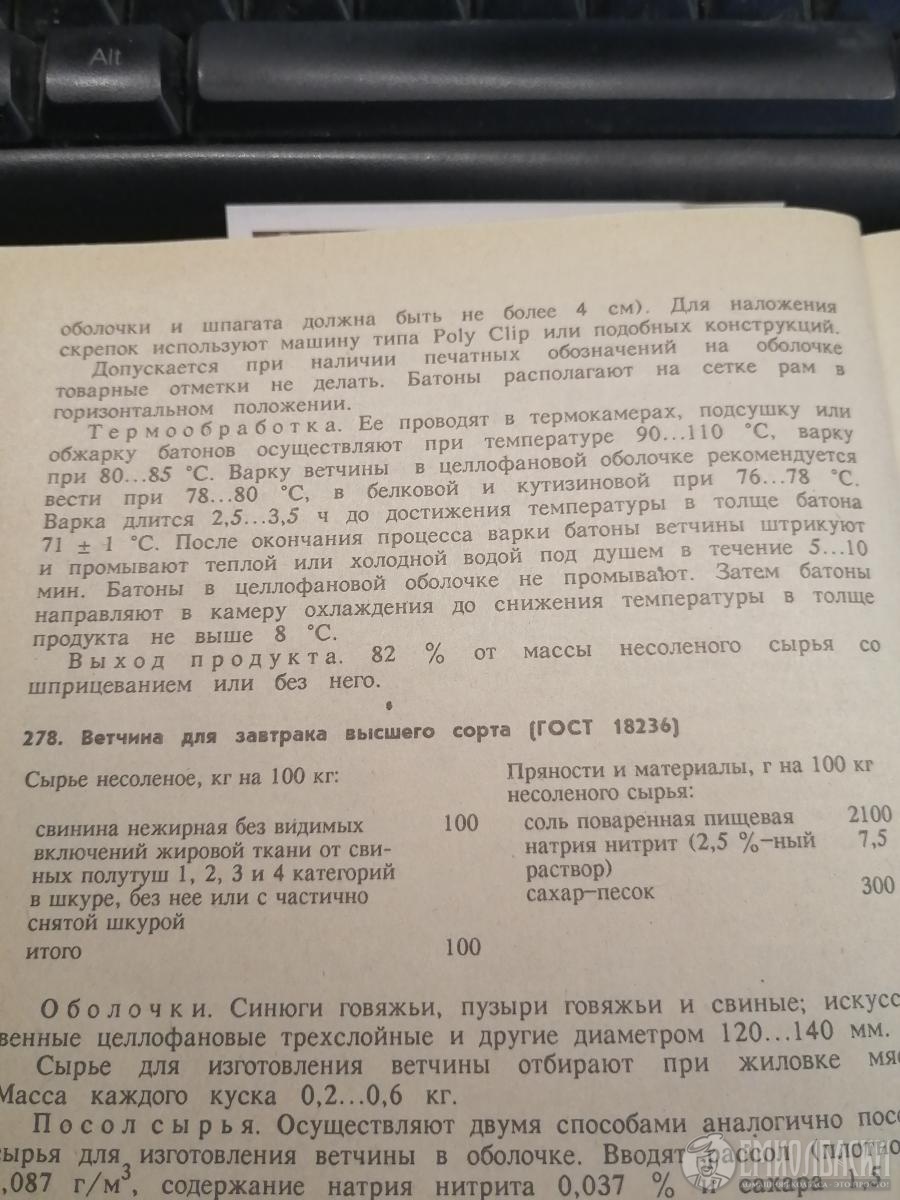 Alt
оболочки и шпагата должна быть не более 4 см). Для наложения
скрепок используют машину типа Poly Clip или подобных конструкций.
Допускается при наличии печатных обозначений на оболочке
товарные отметки не делать. Батоны располагают на сетке рам в
горизонтальном положении.
Термообработка. Ее проводят в термокамерах, подсушку или
обжарку батонов осуществляют при температуре 90...110 °С, варку
при 80...85 °С. Варку ветчины в целлофановой оболочке рекомендуется
вести при 78...80 °С, в белковой и кутизиновой при 76...78 °С.
Варка длится 2,5...3,5 ч до достижения температуры в толще батона
71 ± 1 °С. После окончания процесса варки батоны ветчины штрикуют
и промывают теплой или холодной водой под душем в течение 5...10
мин. Батоны в целлофановой оболочке не промывают. Затем батоны
направляют в камеру охлаждения до снижения температуры в толще
продукта не выше 8 °С.
Выход продукта. 82 % от массы несоленого сырья со
шприцеванием или без него.
278. Ветчина для завтрака высшего сорта (ГОСТ 18236)
Сырье несоленое, кг на 100 кг:
свинина нежирная без видимых 100
включений жировой ткани от сви-
ных полутуш 1, 2, 3 и 4 категорий
в шкуре, без нее или с частично
снятой шкурой
итого 100
Пряности и материалы, г на 100 кг
несоленого сырья:
соль поваренная пищевая 2100
натрия нитрит (2,5 %-ный 7,5
раствор)
сахар-песок 300
Оболочки. Синюги говяжьи, пузыри говяжьи и свиные; искусс
венные целлофановые трехслойные и другие диаметром 120...140 мм.
Сырье для изготовления ветчины отбирают при жиловке мяс
Масса каждого куска 0,2...0,6 кг.
Посол сырья. Осуществляют двумя способами аналогично посо
сырья для изготовления ветчины в оболочке. Вводят рассол (плотно
,087 г/м³, содержание натрия нитрита 0,037 % и сахара
ЕМКОЛБАСКИ